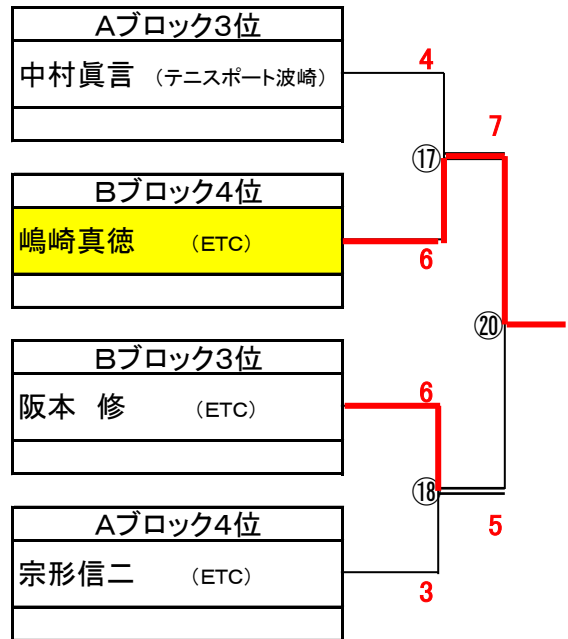 Aブロック3位
中村眞言 （テニスポート波崎）
4
7
⑰
Bブロック4位
嶋崎真徳 （ETC）
6
⑳
Bブロック3位
阪本 修 （ETC）
6
⑱
5
Aブロック4位
宗形信二 （ETC）
3